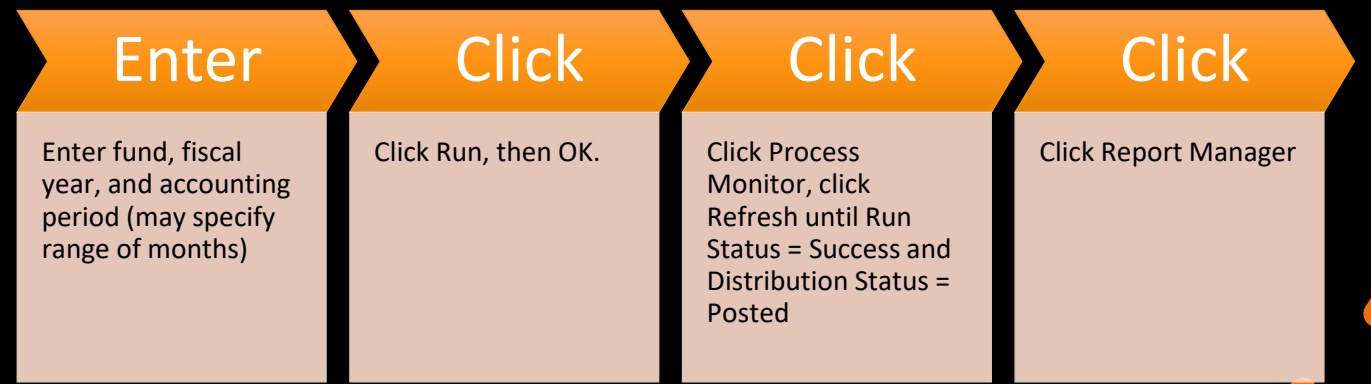 Enter
Enter fund, fiscal
year, and accounting
period (may specify
range of months)
Click
Click Run, then OK.
Click
Click Process
Monitor, click
Refresh until Run
Status = Success and
Distribution Status =
Posted
Click
Click Report Manager